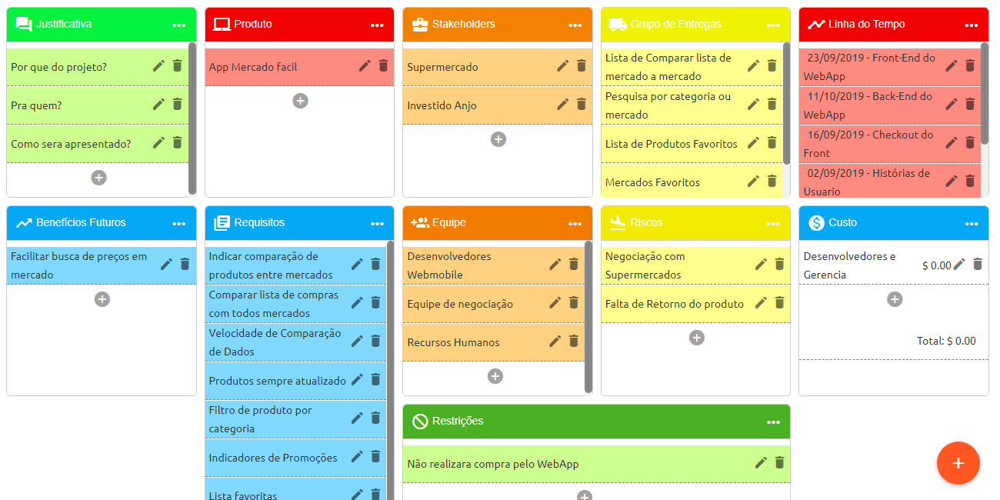 Justificativa
Por que do projeto?
Pra quem?
Como sera apresentado?
Produto
App Mercado facil
Stakeholders
Supermercado
Investido Anjo
Grupo de Entregas
Lista de Comparar lista de
mercado a mercado
Pesquisa por categoria ou
mercado
Lista de Produtos Favoritos
Mercados Favoritos
Linha do Tempo
23/09/2019 - Front-End do
WebApp
11/10/2019 - Back-End do
WebApp
16/09/2019 - Checkout do
Front
02/09/2019 - Histórias de
Usuario
Benefícios Futuros
Facilitar busca de preços em
mercado
Requisitos
Indicar comparação de
produtos entre mercados
Comparar lista de compras
com todos mercados
Velocidade de Comparação
de Dados
Produtos sempre atualizado
Filtro de produto por
categoria
Indicadores de Promoções
Lista favoritas
Equipe
Desenvolvedores
Webmobile
Equipe de negociação
Recursos Humanos
Riscos
Negociação com
Supermercados
Falta de Retorno do produto
Custo
Desenvolvedores e
Gerencia
$ 0.00
Total: $ 0.00
Restrições
Não realizara compra pelo WebApp